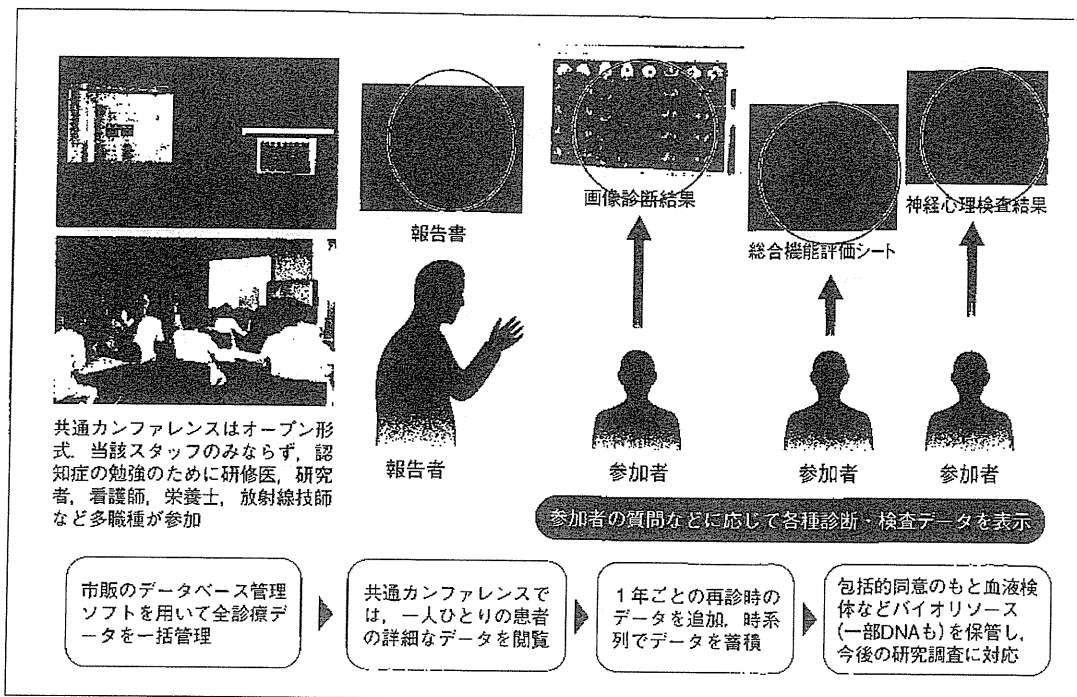 報告書
画像診断結果
総合機能評価シート
神経心理検査結果
共通カンファレンスはオープン形
式．当該スタッフのみならず，認
知症の勉強のために研修医，研究
者，看護師，栄養士，放射線技師
など多職種が参加
報告者
参加者
参加者
参加者
参加者の質問などに応じて各種診断・検査データを表示
市販のデータベース管理
ソフトを用いて全診療デ
ータを一括管理
共通カンファレンスで
は，一人ひとりの患者
の詳細なデータを閲覧
1年ごとの再診時の
データを追加，時系
列でデータを蓄積
包括的同意のもと血液検
体などバイオリソース
(一部DNAも)を保管し，
今後の研究調査に対応